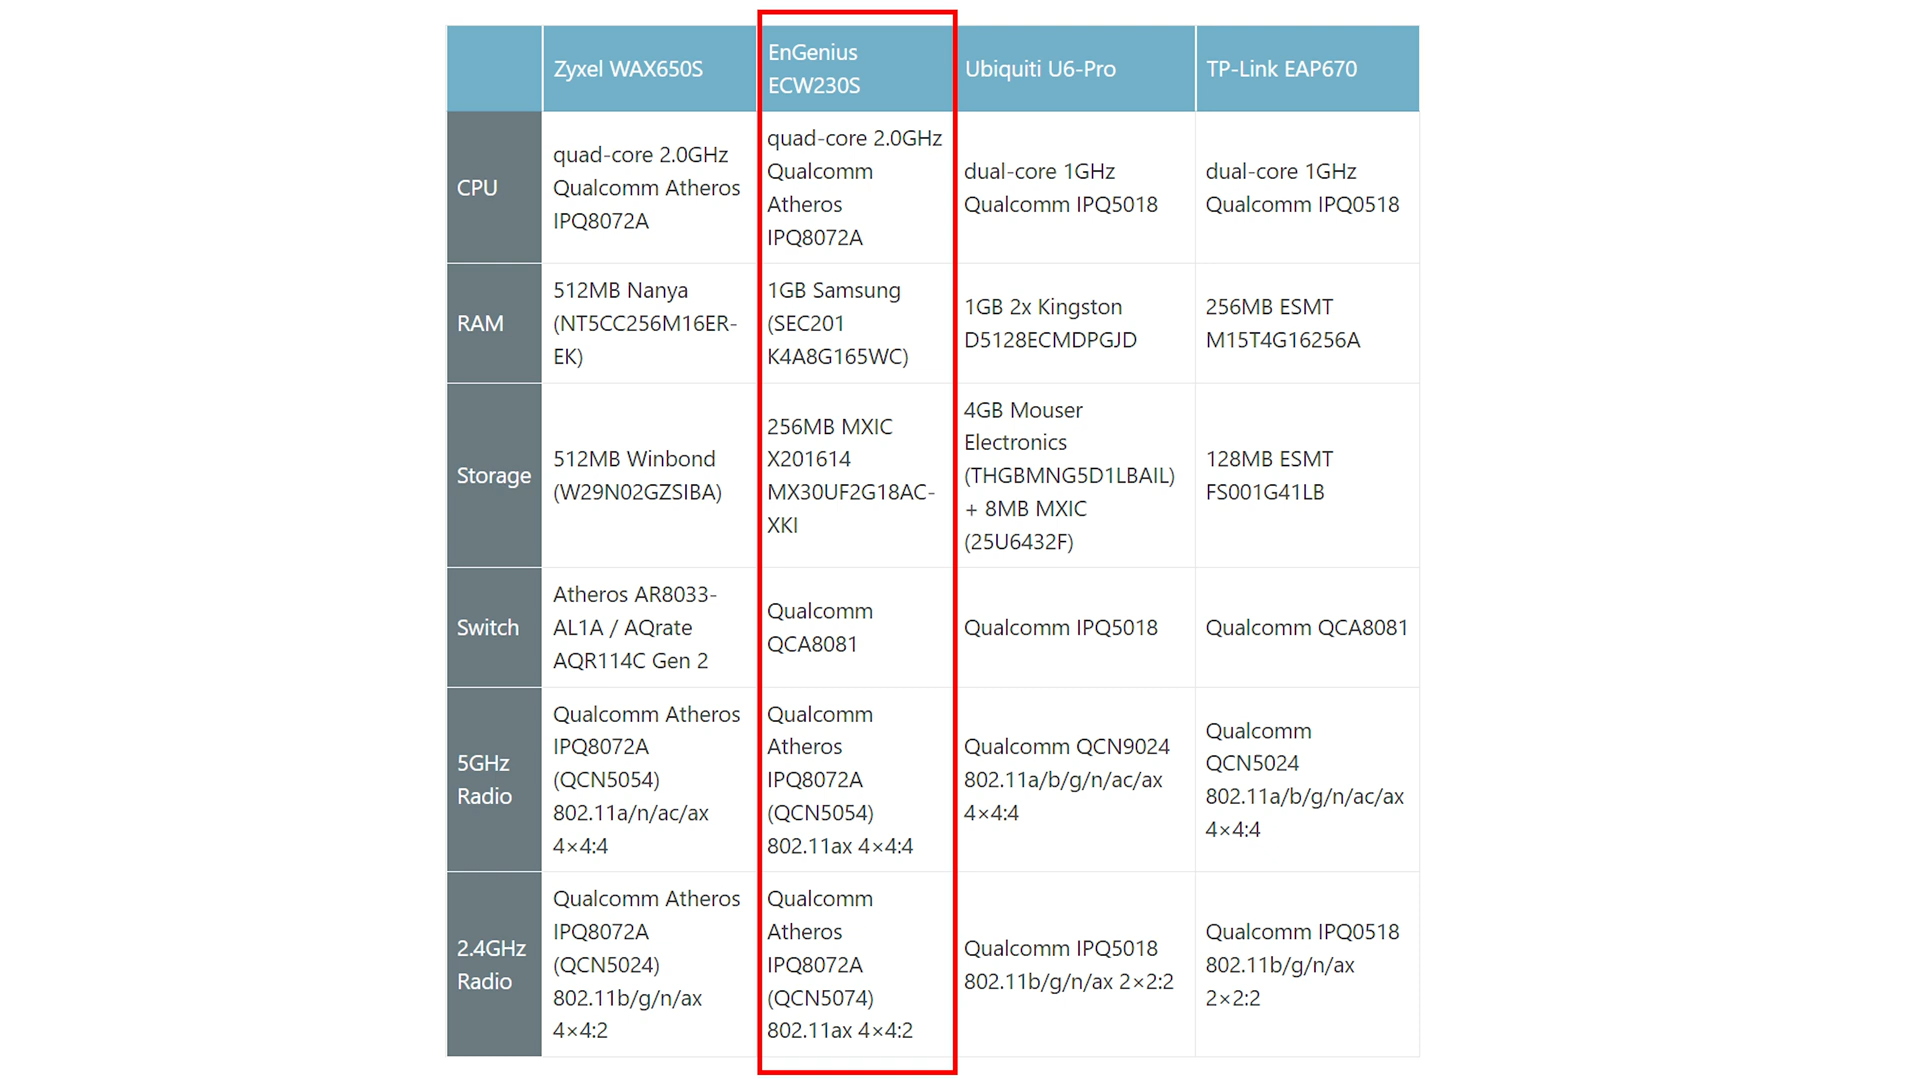 Zyxel WAX650S
EnGenius
ECW230S
Ubiquiti U6-Pro
TP-Link EAP670
CPU
quad-core 2.0GHz
Qualcomm Atheros
IPQ8072A
quad-core 2.0GHz
Qualcomm
Atheros
IPQ8072A
dual-core 1GHz
Qualcomm IPQ5018
dual-core 1GHz
Qualcomm IPQ0518
RAM
512MB Nanya
(NT5CC256M16ER-
EK)
1GB Samsung
(SEC201
K4A8G165WC)
1GB 2x Kingston
D5128ECMDPGJD
256MB ESMT
M15T4G16256A
Storage
512MB Winbond
(W29N02GZSIBA)
256MB MXIC
X201614
MX30UF2G18AC-
XKI
4GB Mouser
Electronics
(THGBMNG5D1LBAIL)
+ 8MB MXIC
(25U6432F)
128MB ESMT
FS001G41LB
Switch
Atheros AR8033-
AL1A / AQrate
AQR114C Gen 2
Qualcomm
QCA8081
Qualcomm IPQ5018
Qualcomm QCA8081
5GHz
Radio
Qualcomm Atheros
IPQ8072A
(QCN5054)
802.11a/n/ac/ax
4×4:4
Qualcomm
Atheros
IPQ8072A
(QCN5054)
802.11ax 4×4:4
Qualcomm QCN9024
802.11a/b/g/n/ac/ax
4×4:4
Qualcomm
QCN5024
802.11a/b/g/n/ac/ax
4×4:4
2.4GHz
Radio
Qualcomm Atheros
IPQ8072A
(QCN5024)
802.11b/g/n/ax
4×4:2
Qualcomm
Atheros
IPQ8072A
(QCN5074)
802.11ax 4×4:2
Qualcomm IPQ5018
802.11b/g/n/ax 2×2:2
Qualcomm IPQ0518
802.11b/g/n/ax
2×2:2